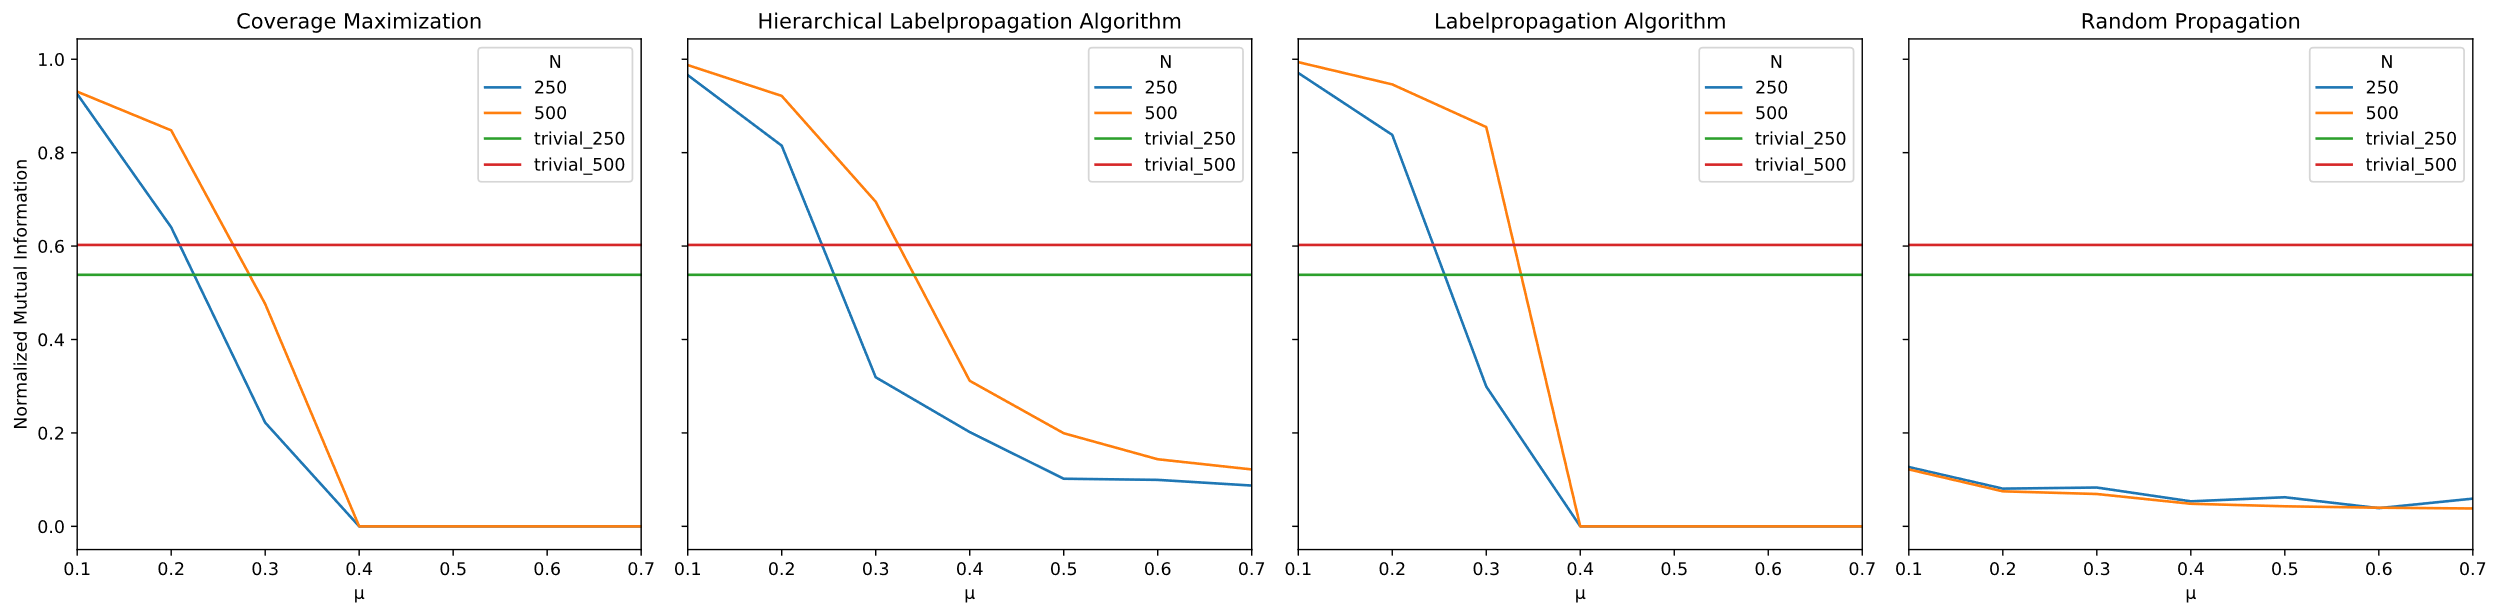 Coverage Maximization
Normalized Mutual Information
1.0
0.8
0.6
0.4
0.2
0.0
N
250
500
trivial_250
trivial_500
0.1 0.2 0.3 0.4 0.5 0.6 0.7
μ
Hierarchical Labelpropagation Algorithm
N
250
500
trivial_250
trivial_500
0.1 0.2 0.3 0.4 0.5 0.6 0.7
μ
Labelpropagation Algorithm
N
250
500
trivial_250
trivial_500
0.1 0.2 0.3 0.4 0.5 0.6 0.7
μ
Random Propagation
N
250
500
trivial_250
trivial_500
0.1 0.2 0.3 0.4 0.5 0.6 0.7
μ